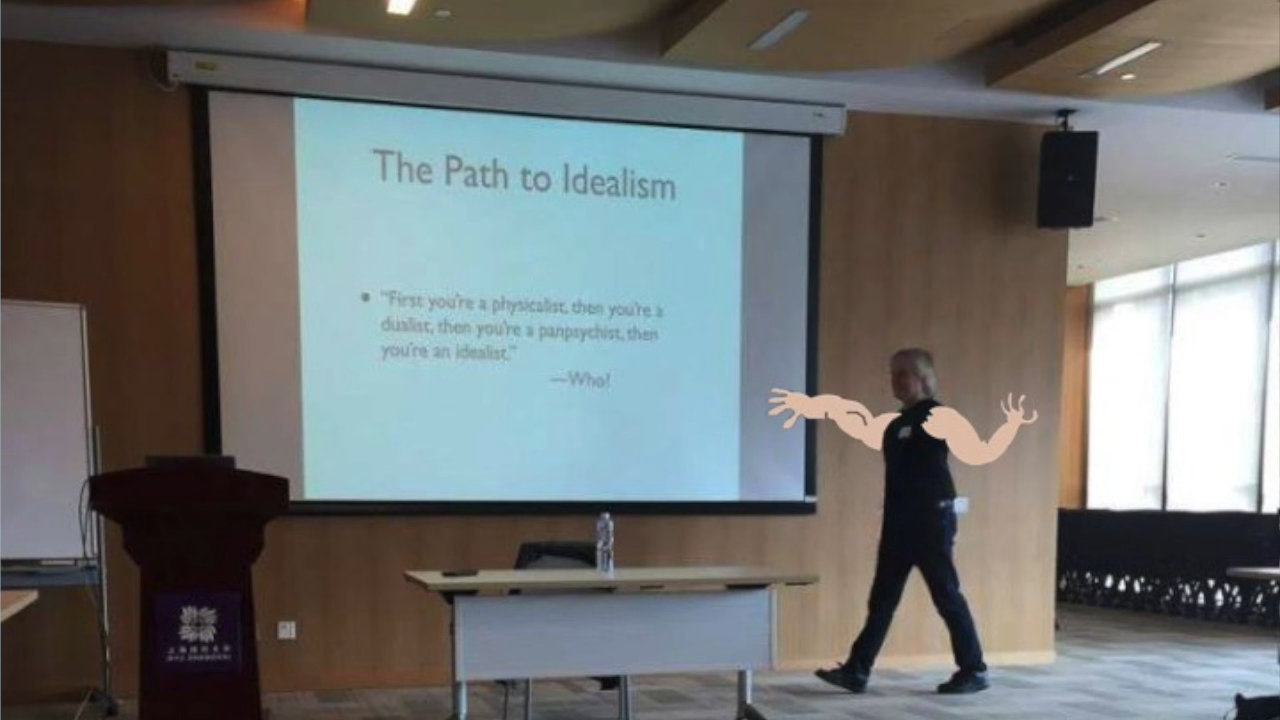 The Path to Idealism
• "First you're a physicalist, then you're a
dualist, then you're a panpsychist, then
you're an idealist."
—Who?